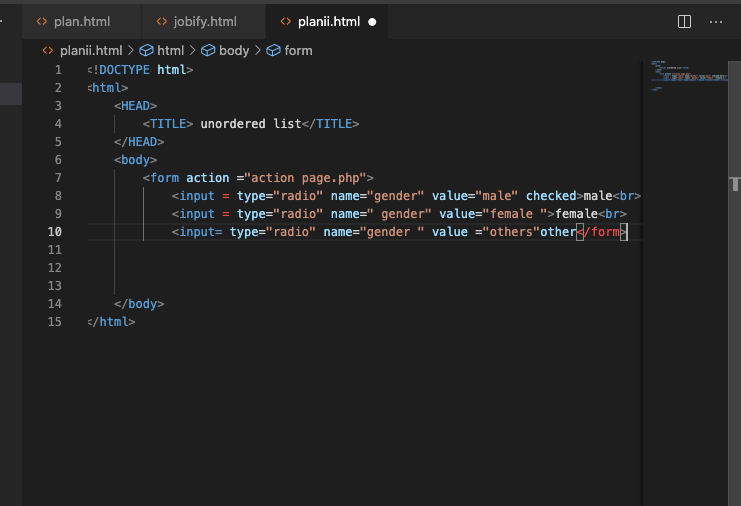 plan.html jobify.html planii.html
planii.html > html > body > form
1 <!DOCTYPE html>
2 <html>
3 <HEAD>
4 <TITLE> unordered list</TITLE>
5 </HEAD>
6 <body>
7 <form action ="action page.php">
8 <input = type="radio" name="gender" value="male" checked>male<br>
9 <input = type="radio" name=" gender" value="female ">female<br>
10 <input= type="radio" name="gender " value ="others"other</form>
11
12
13
14 </body>
15 </html>